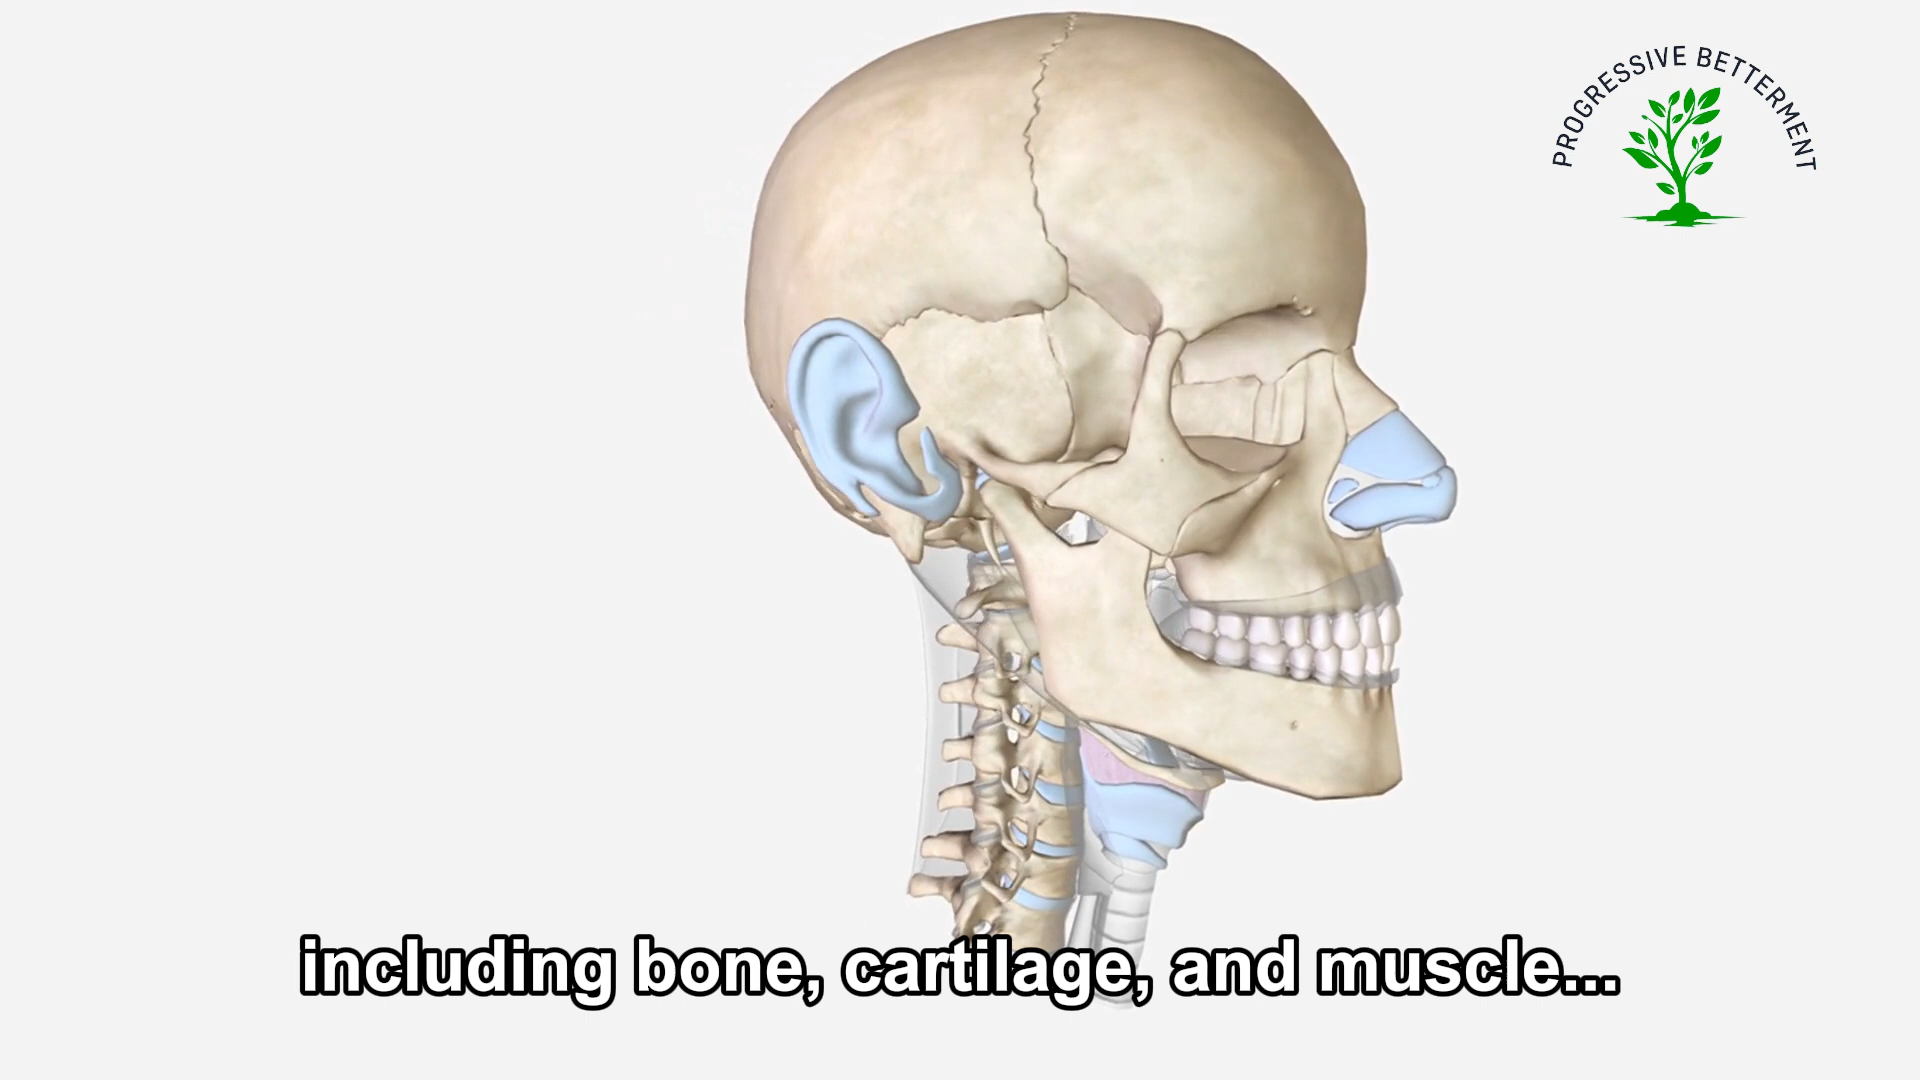 PROGRESSIVE BETTERMENT
including bone, cartilage, and muscle...